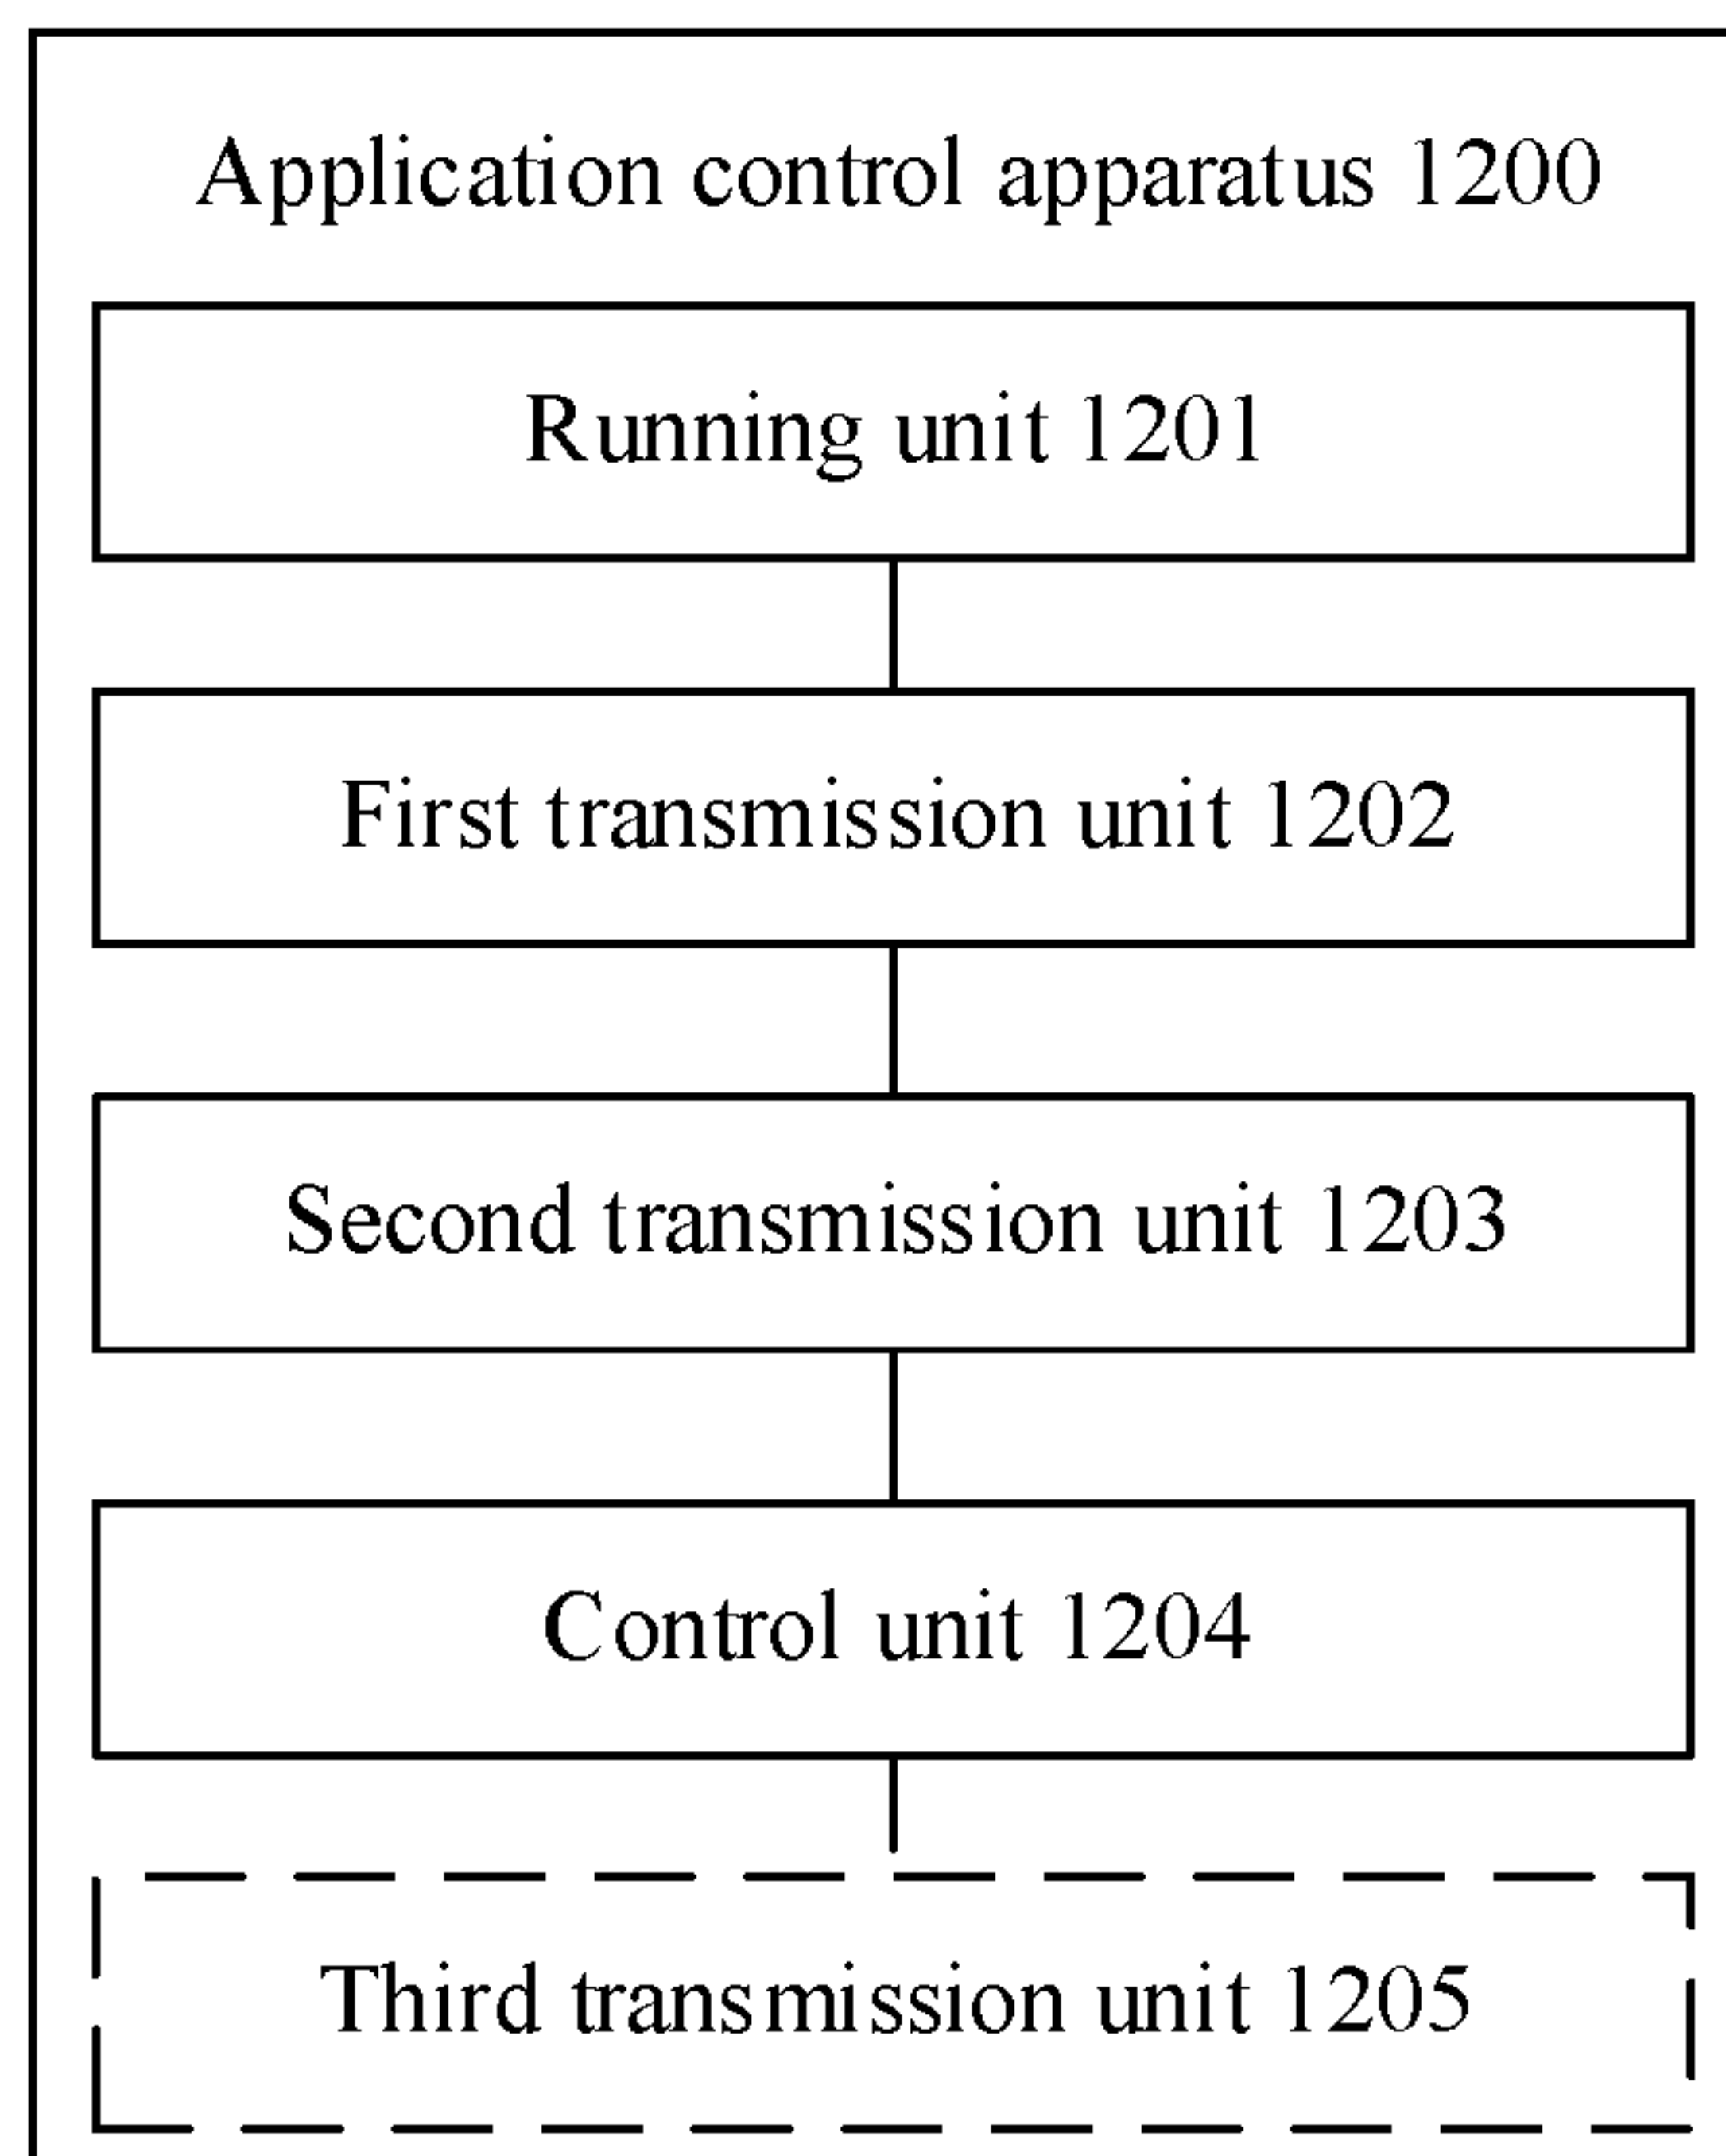 Application control apparatus 1200
Running unit 1201
First transmission unit 1202
Second transmission unit 1203
Control unit 1204
Third transmission unit 1205